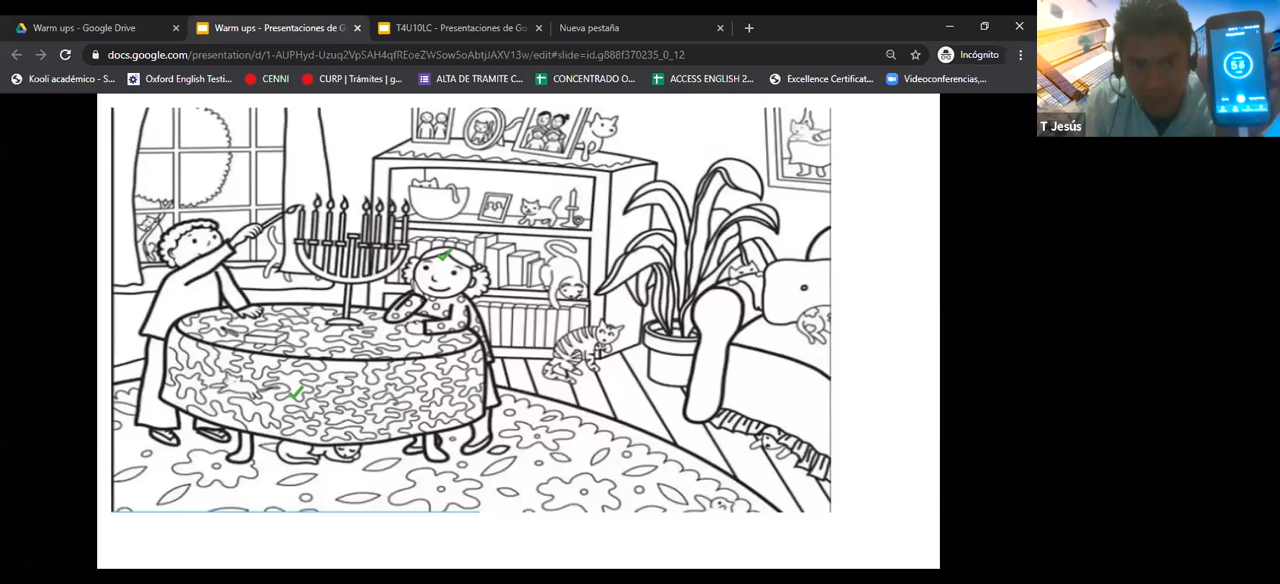 Warm ups - Google Drive
Warm ups - Presentaciones de G
T4U10LC - Presentaciones de Go
Nueva pestaña
docs.google.com/presentation/d/1-AUPHyd-Uzuq2VpSAH4qfREoeZWSow5oAbtjJAXV13w/edit#slide=id.g888f370235_0_12
Incógnito
Kooli académico - S...
Oxford English Testi...
CENNI
CURP | Trámites | g...
ALTA DE TRAMITE C...
CONCENTRADO O...
ACCESS ENGLISH 2...
Excellence Certificat...
Videoconferencias,...
T Jesús
58